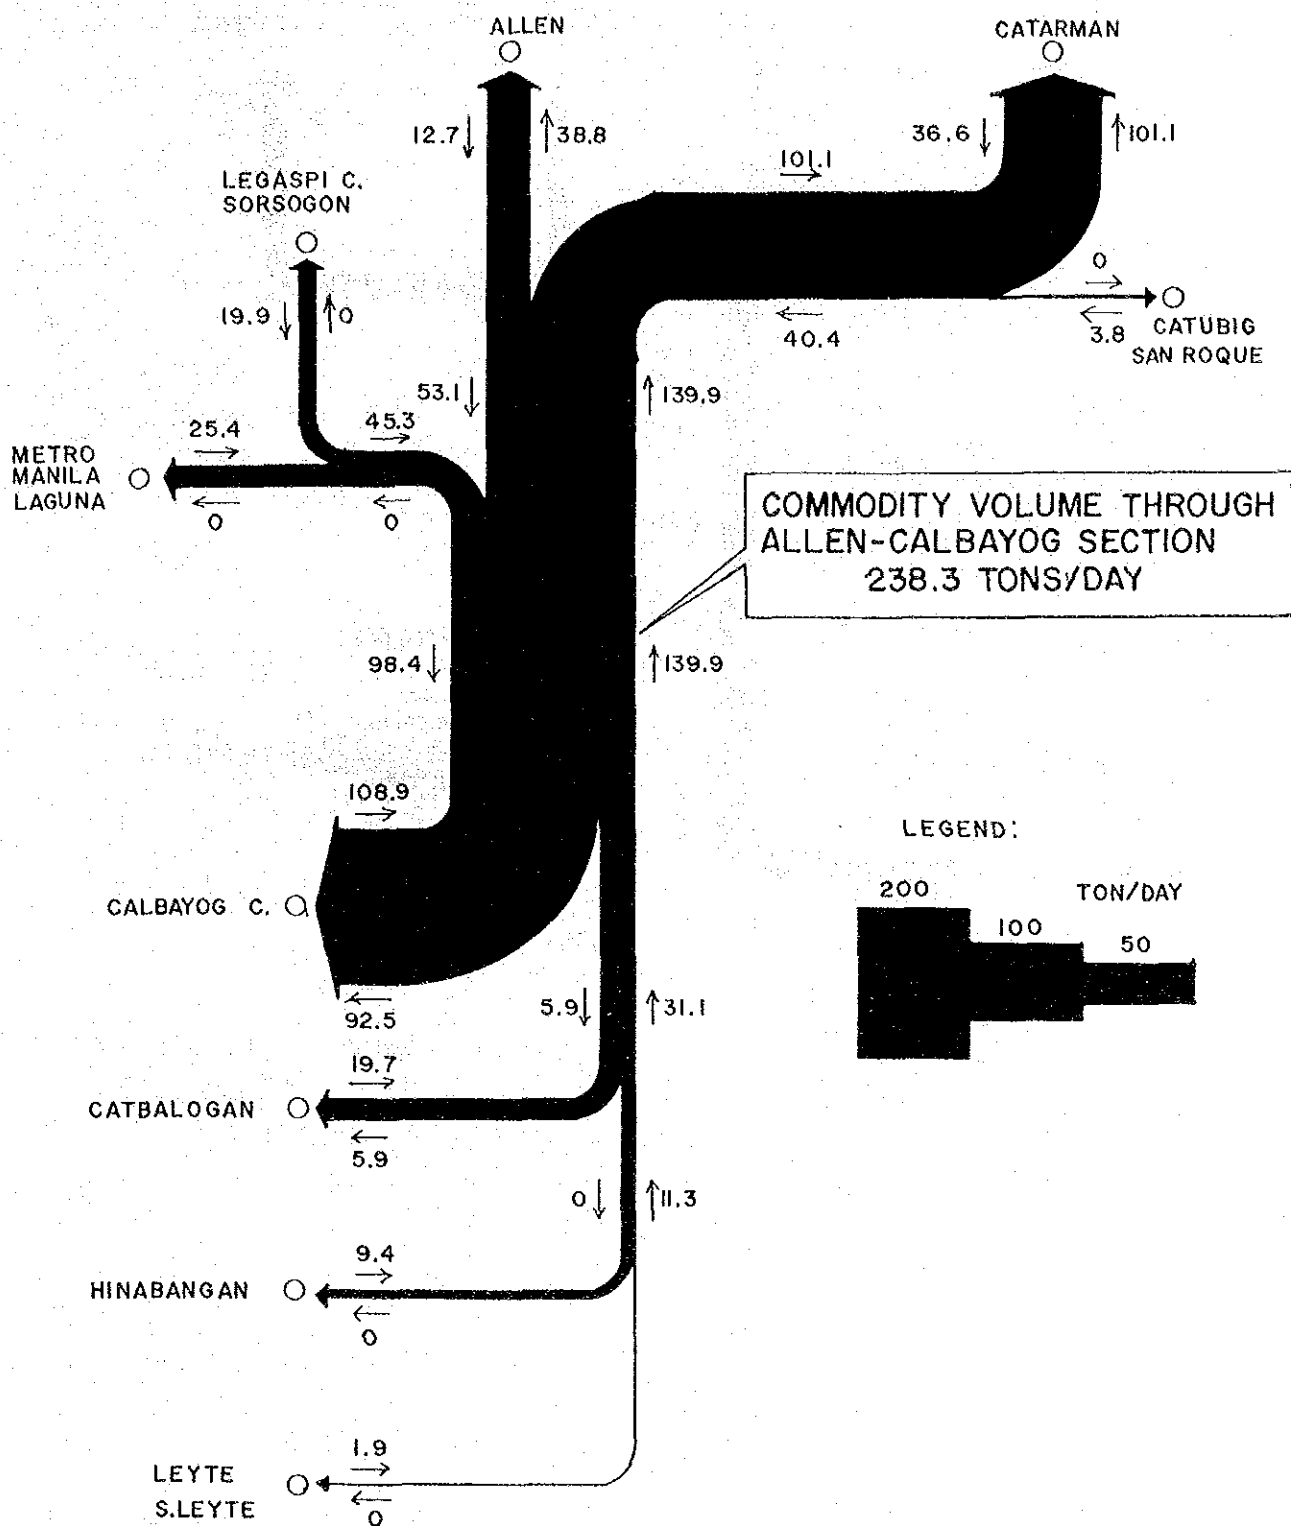 ALLEN
CATARMAN
12.7
38.8
36.6
101.1
101.1
LEGASPI C.
SORSOGON
19.9
0
0
40.4
3.8
CATUBIG
SAN ROQUE
53.1
139.9
25.4
45.3
METRO
MANILA
LAGUNA
0
0
COMMODITY VOLUME THROUGH
ALLEN-CALBAYOG SECTION
238.3 TONS/DAY
98.4
139.9
108.9
LEGEND:
CALBAYOG C.
200
TON/DAY
100
50
92.5
5.9
31.1
19.7
CATBALOGAN
5.9
0
11.3
9.4
HINABANGAN
0
1.9
LEYTE
S.LEYTE
0